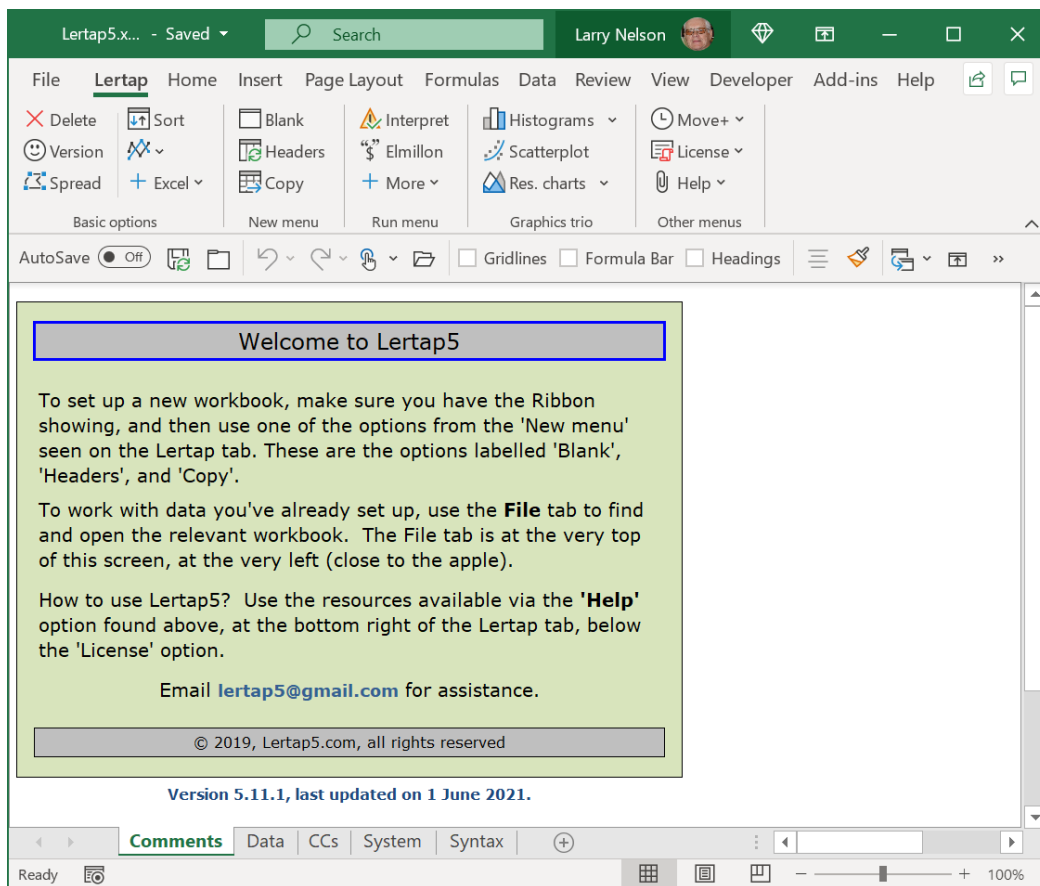 Lertap5.x... - Saved
Search
Larry Nelson
File Lertap Home Insert Page Layout Formulas Data Review View Developer Add-ins Help
Delete Sort Blank Interpret Histograms Move+
Version Headers "$" Elmillon Scatterplot License
Spread Excel Copy More Res. charts Help
Basic options New menu Run menu Graphics trio Other menus
AutoSave Off Gridlines Formula Bar Headings
Welcome to Lertap5
To set up a new workbook, make sure you have the Ribbon
showing, and then use one of the options from the 'New menu'
seen on the Lertap tab. These are the options labelled 'Blank',
'Headers', and 'Copy'.
To work with data you've already set up, use the File tab to find
and open the relevant workbook. The File tab is at the very top
of this screen, at the very left (close to the apple).
How to use Lertap5? Use the resources available via the 'Help'
option found above, at the bottom right of the Lertap tab, below
the 'License' option.
Email lertap5@gmail.com for assistance.
© 2019, Lertap5.com, all rights reserved
Version 5.11.1, last updated on 1 June 2021.
Comments Data CCs System Syntax
Ready 100%